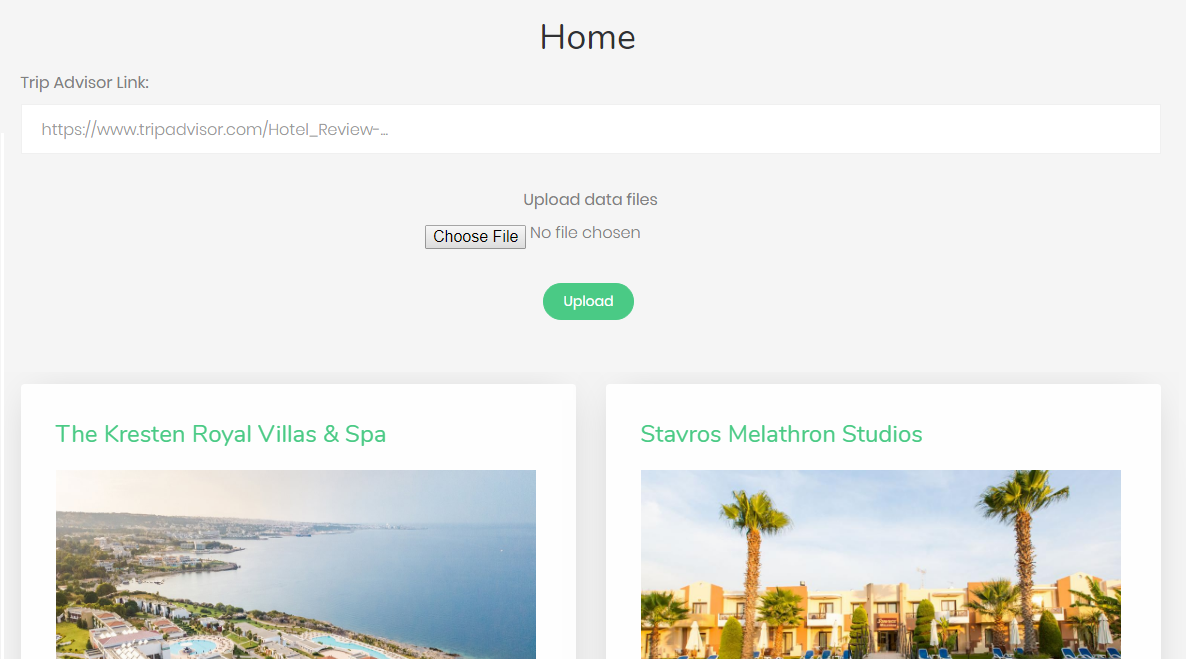 Home
Trip Advisor Link:
https://www.tripadvisor.com/Hotel_Review-...
Upload data files
Choose File No file chosen
Upload
The Kresten Royal Villas & Spa
Stavros Melathron Studios